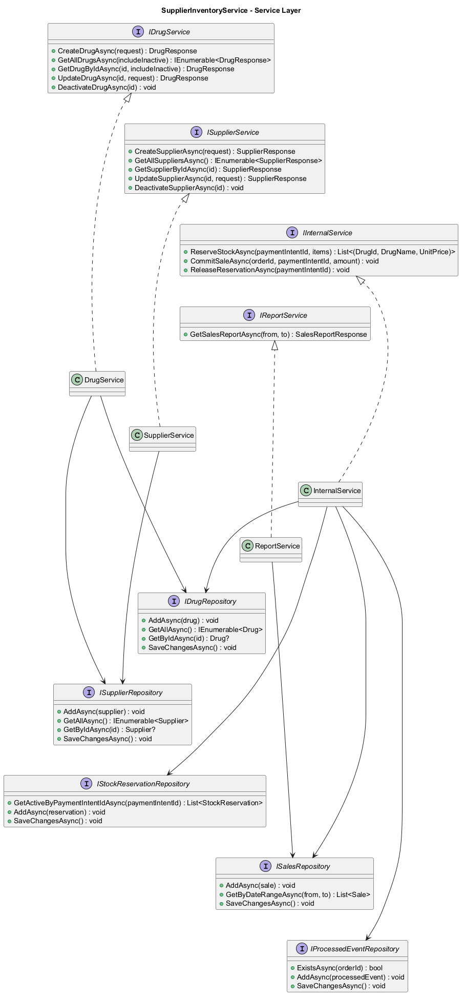 SupplierInventoryService - Service Layer
I IDrugService
CreateDrugAsync(request) : DrugResponse
GetAllDrugsAsync(includeInactive) : IEnumerable<DrugResponse>
GetDrugByIdAsync(id, includeInactive) : DrugResponse
UpdateDrugAsync(id, request) : DrugResponse
DeactivateDrugAsync(id) : void
I ISupplierService
CreateSupplierAsync(request) : SupplierResponse
GetAllSuppliersAsync() : IEnumerable<SupplierResponse>
GetSupplierByIdAsync(id) : SupplierResponse
UpdateSupplierAsync(id, request) : SupplierResponse
DeactivateSupplierAsync(id) : void
I IInternalService
ReserveStockAsync(paymentIntentId, items) : List<(DrugId, DrugName, UnitPrice)>
CommitSaleAsync(orderId, paymentIntentId, amount) : void
ReleaseReservationAsync(paymentIntentId) : void
I IReportService
GetSalesReportAsync(from, to) : SalesReportResponse
C DrugService
C SupplierService
C InternalService
C ReportService
I IDrugRepository
AddAsync(drug) : void
GetAllAsync() : IEnumerable<Drug>
GetByIdAsync(id) : Drug?
SaveChangesAsync() : void
I ISupplierRepository
AddAsync(supplier) : void
GetAllAsync() : IEnumerable<Supplier>
GetByIdAsync(id) : Supplier?
SaveChangesAsync() : void
I IStockReservationRepository
GetActiveByPaymentIntentIdAsync(paymentIntentId) : List<StockReservation>
AddAsync(reservation) : void
SaveChangesAsync() : void
I ISalesRepository
AddAsync(sale) : void
GetByDateRangeAsync(from, to) : List<Sale>
SaveChangesAsync() : void
I IProcessedEventRepository
ExistsAsync(orderId) : bool
AddAsync(processedEvent) : void
SaveChangesAsync() : void